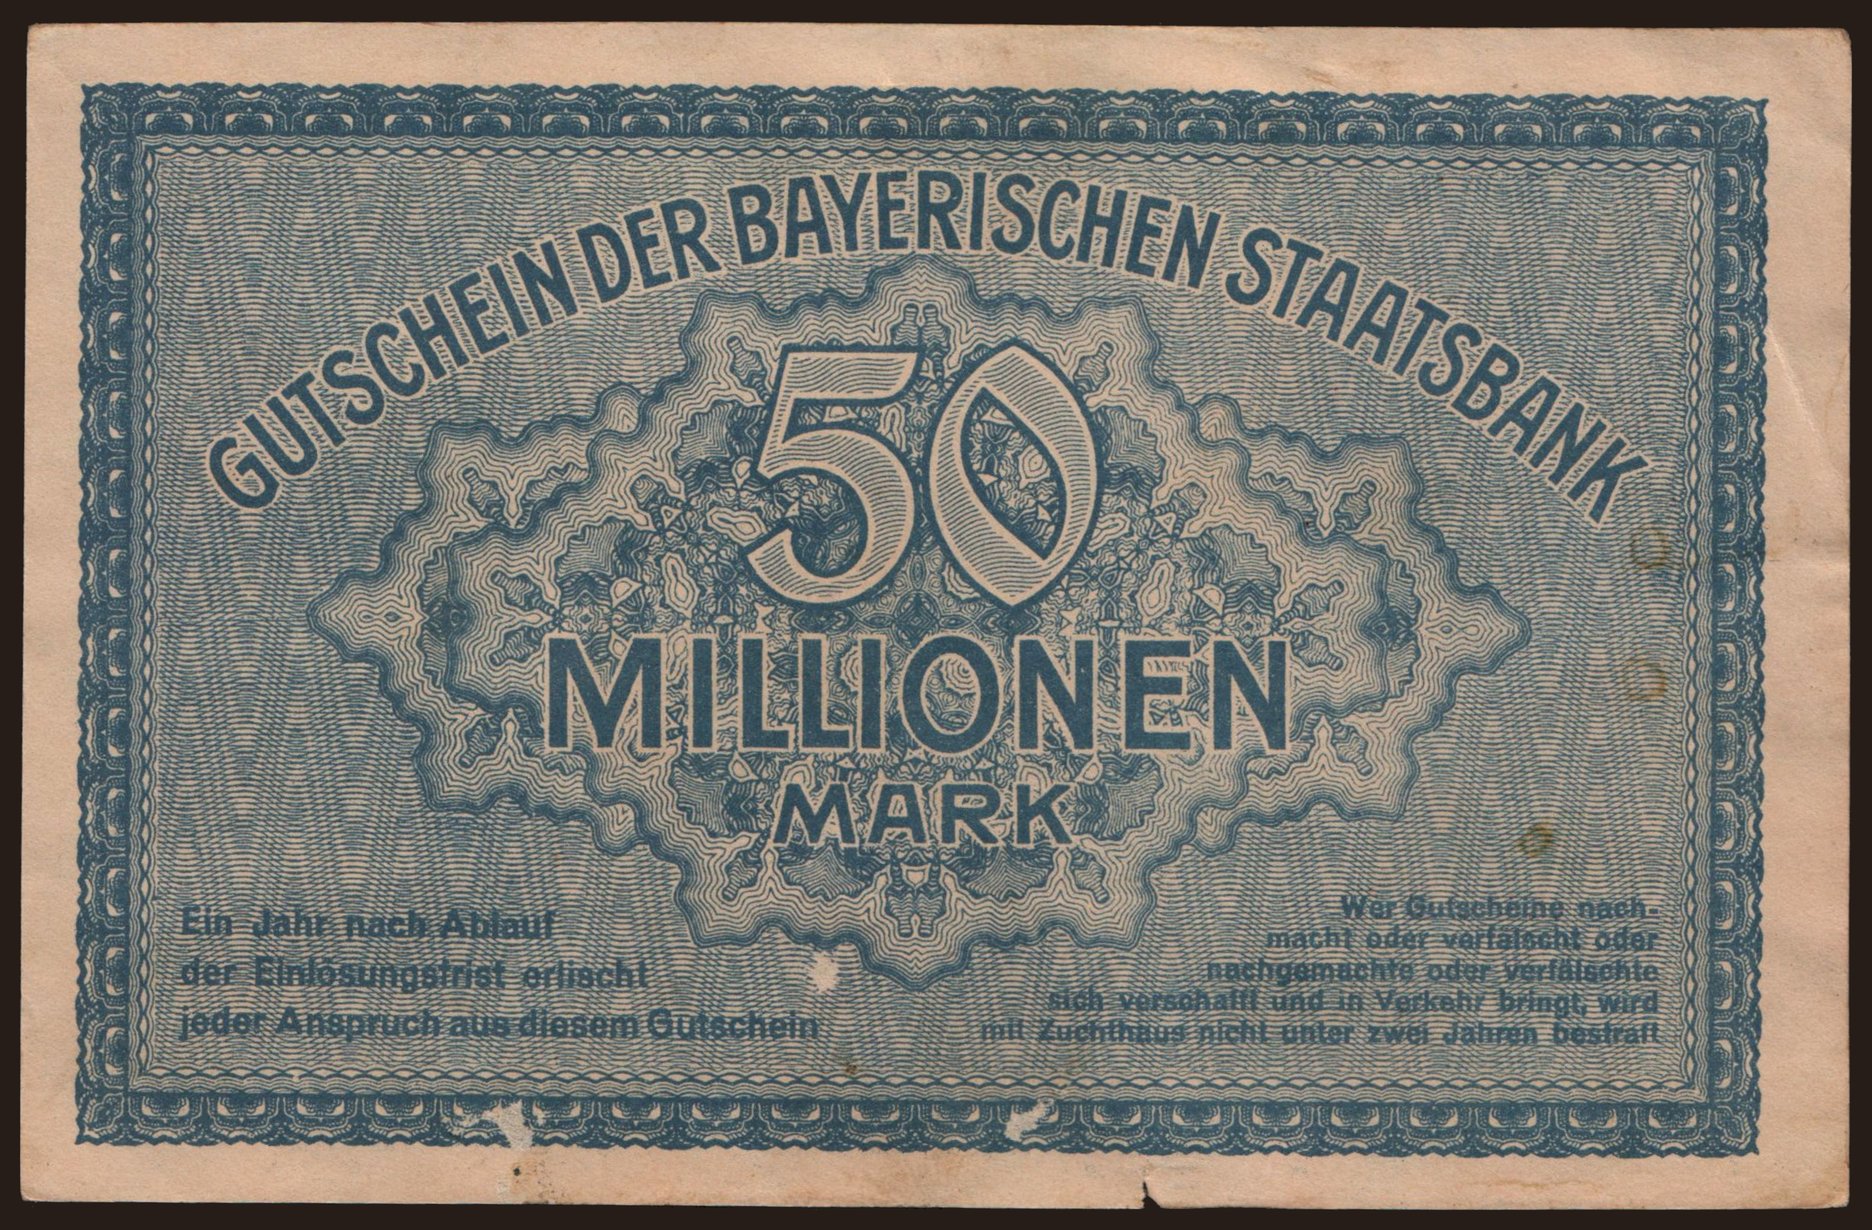 GUTSCHEIN DER BAYERISCHEN STAATSBANK
50
MILLIONEN
MARK
Ein Jahr nach Ablauf
der Einlösungsfrist erlischt
jeder Anspruch aus diesem Gutschein
Wer Gutscheine nach-
macht oder verfälscht oder
nachgemachte oder verfälschte
sich verschafft und in Verkehr bringt, wird
mit Zuchthaus nicht unter zwei Jahren bestraft